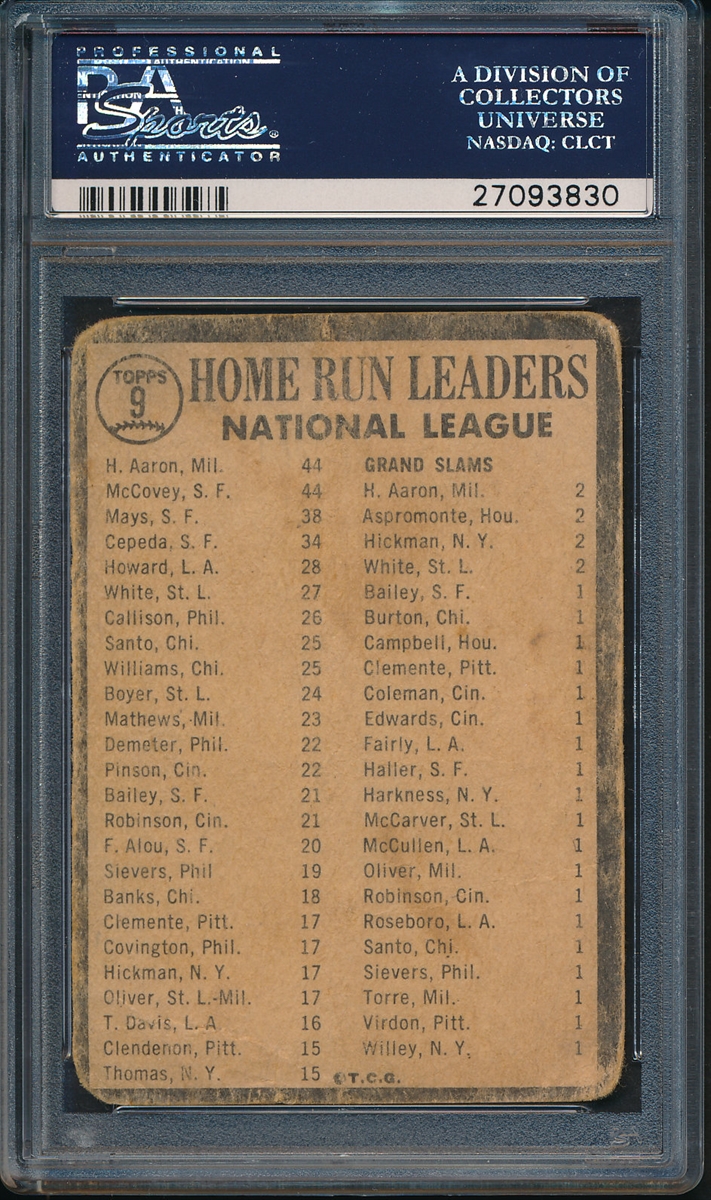 PROFESSIONAL
PSA
Sports®
AUTHENTICATOR
A DIVISION OF
COLLECTORS
UNIVERSE
NASDAQ: CLCT
27093830
TOPPS
9
HOME RUN LEADERS
NATIONAL LEAGUE
H. Aaron, Mil. 44
McCovey, S. F. 44
Mays, S. F. 38
Cepeda, S. F. 34
Howard, L. A. 28
White, St. L. 27
Callison, Phil. 26
Santo, Chi. 25
Williams, Chi. 25
Boyer, St. L. 24
Mathews, Mil. 23
Demeter, Phil. 22
Pinson, Cin. 22
Bailey, S. F. 21
Robinson, Cin. 21
F. Alou, S. F. 20
Sievers, Phil 19
Banks, Chi. 18
Clemente, Pitt. 17
Covington, Phil. 17
Hickman, N. Y. 17
Oliver, St. L.-Mil. 17
T. Davis, L. A 16
Clendenon, Pitt. 15
Thomas, N. Y. 15
GRAND SLAMS
H. Aaron, Mil. 2
Aspromonte, Hou. 2
Hickman, N. Y. 2
White, St. L. 2
Bailey, S. F. 1
Burton, Chi. 1
Campbell, Hou. 1
Clemente, Pitt. 1
Coleman, Cin. 1
Edwards, Cin. 1
Fairly, L. A. 1
Haller, S. F. 1
Harkness, N. Y. 1
McCarver, St. L. 1
McCullen, L. A. 1
Oliver, Mil. 1
Robinson, Cin. 1
Roseboro, L. A. 1
Santo, Chi. 1
Sievers, Phil. 1
Torre, Mil. 1
Virdon, Pitt. 1
Willey, N. Y. 1
©T.C.G.